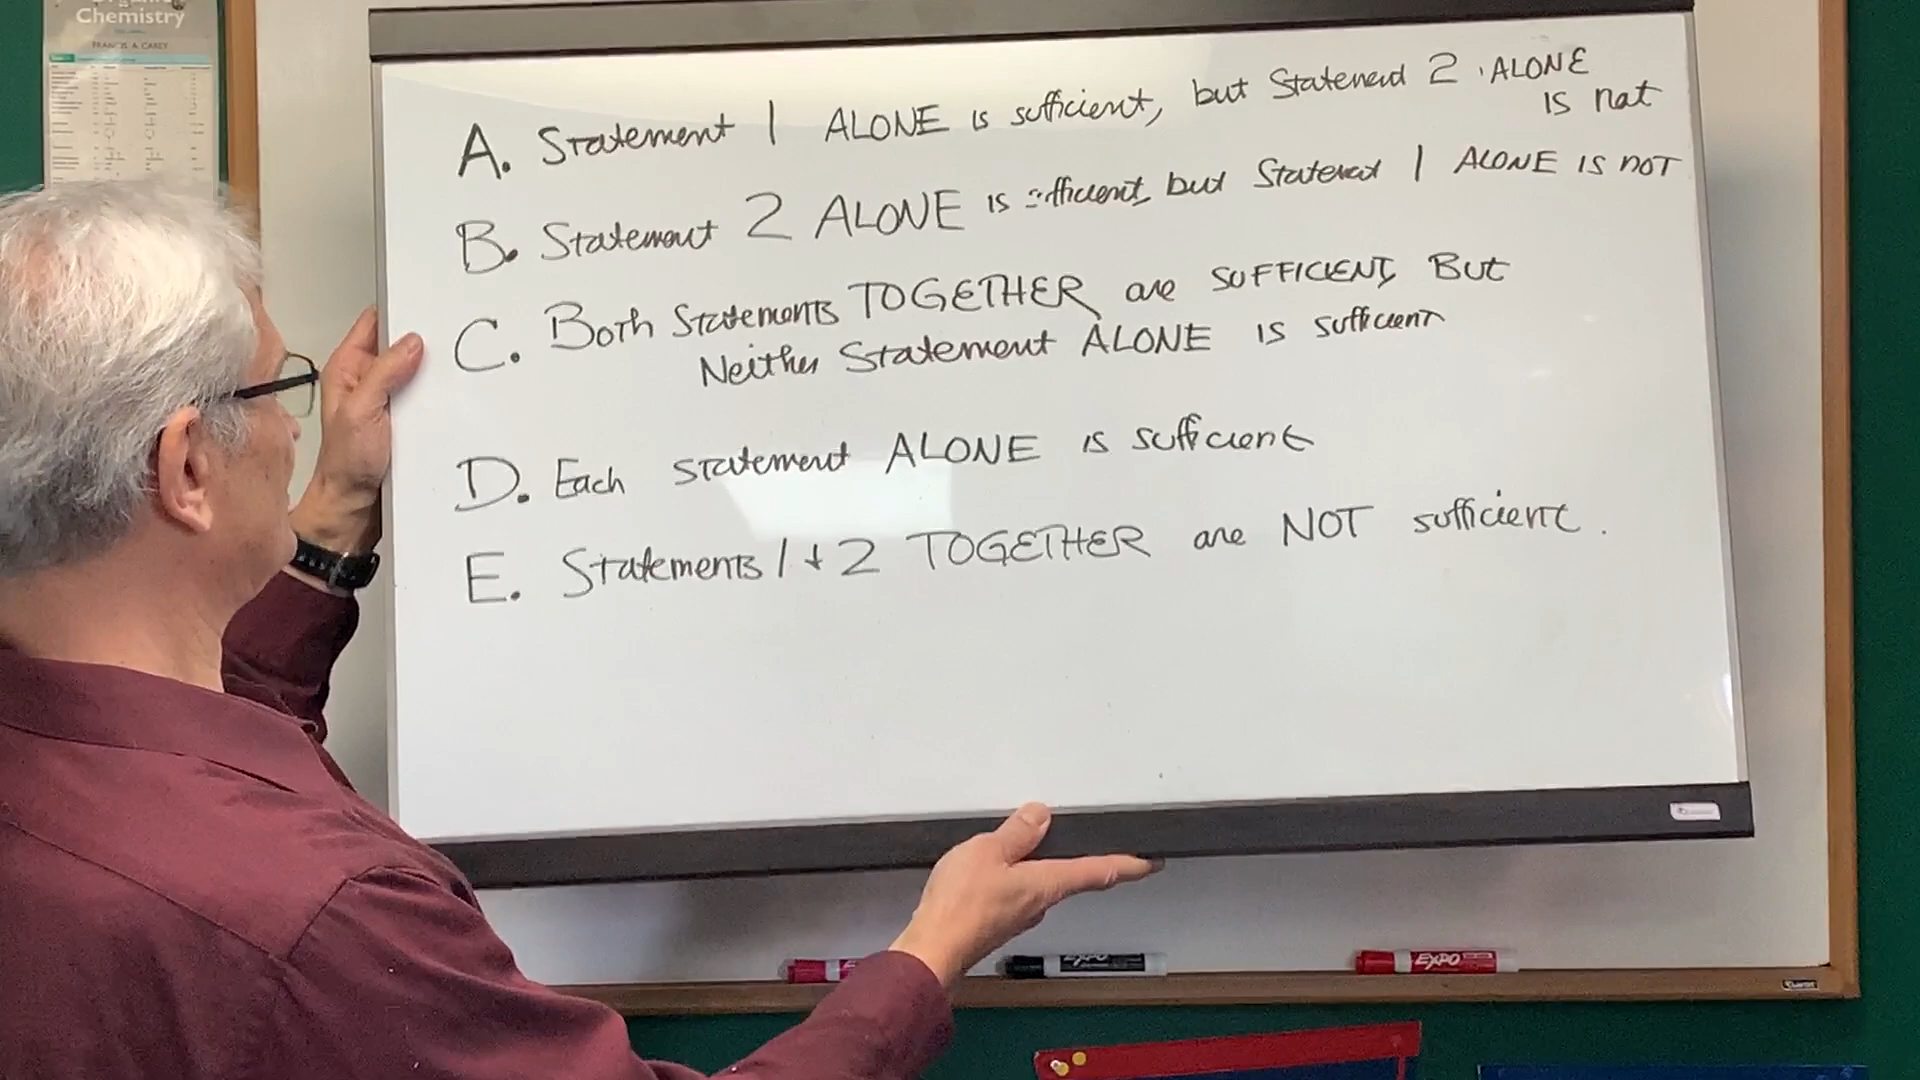 Chemistry
FRANCIS A. CAREY
A. Statement 1 ALONE is sufficient, but Statement 2 ALONE
is not
B. Statement 2 ALONE is sufficient, but Statement 1 ALONE IS NOT
C. Both Statements TOGETHER are SUFFICIENT, BUT
Neither Statement ALONE IS sufficient
D. Each statement ALONE is sufficient
E. Statements 1 + 2 TOGETHER are NOT sufficient.
EXPO
EXPO